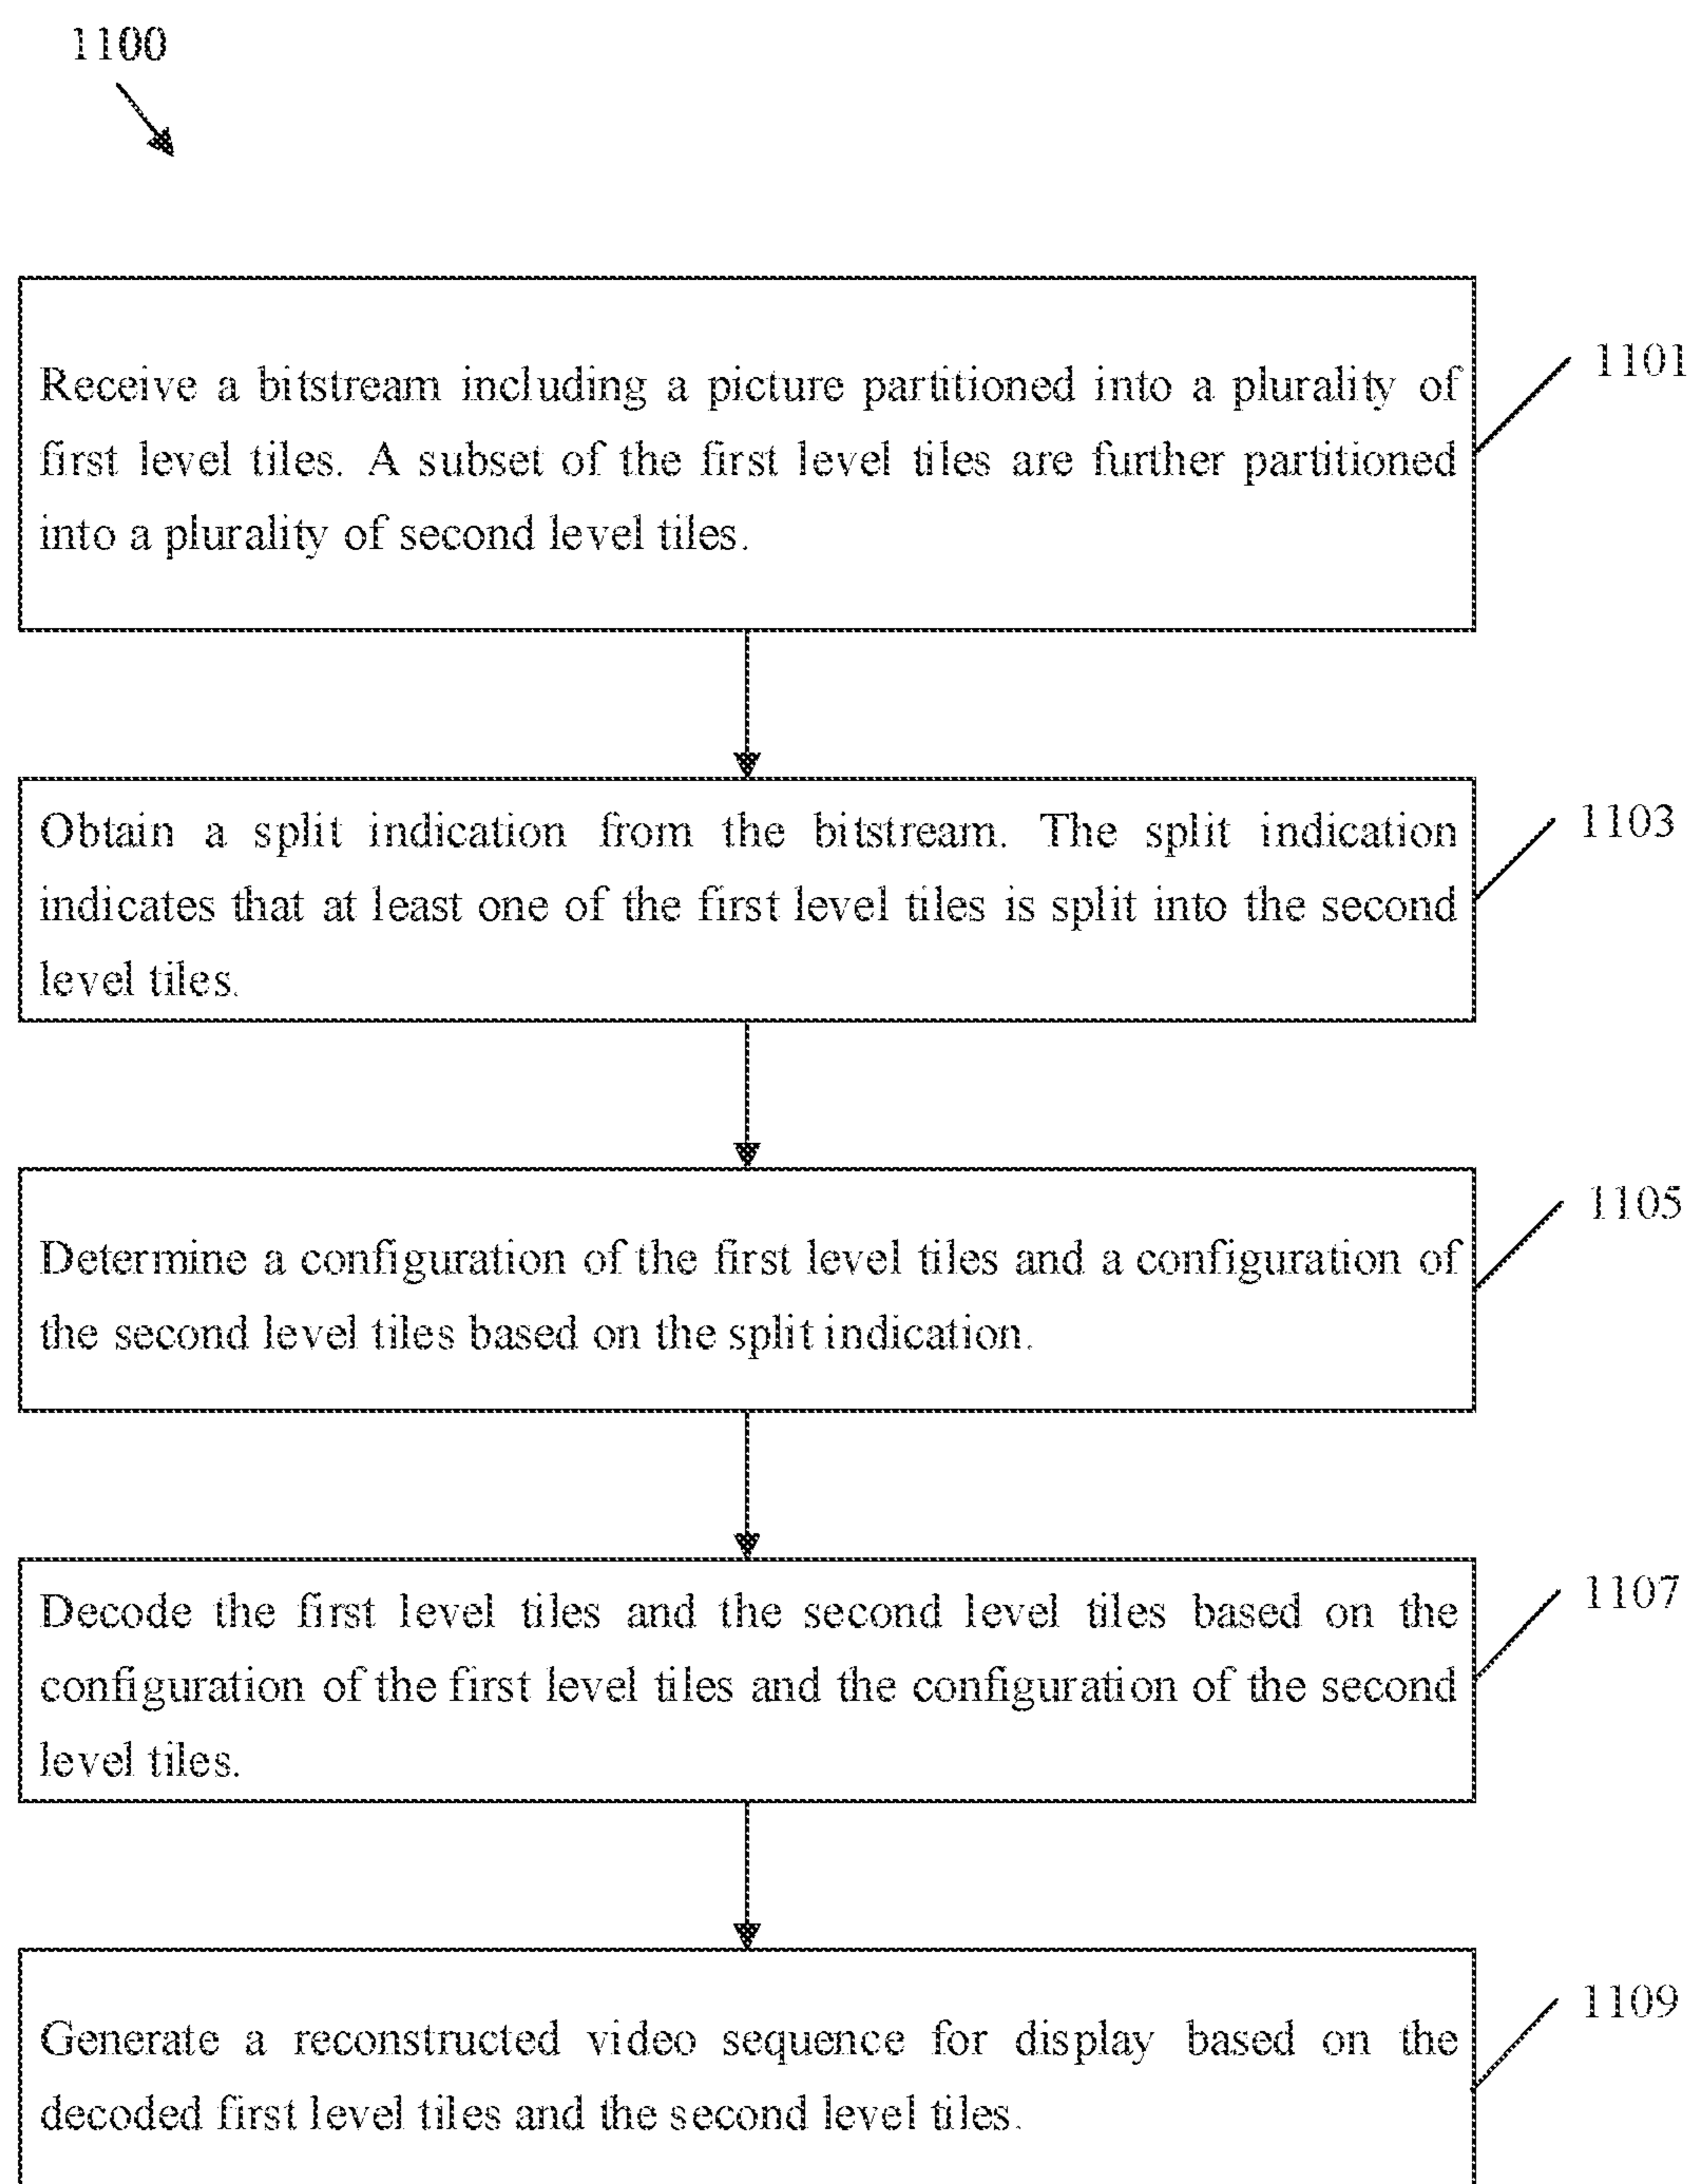 1100
Receive a bitstream including a picture partitioned into a plurality of
first level tiles. A subset of the first level tiles are further partitioned
into a plurality of second level tiles.
1101
Obtain a split indication from the bitstream. The split indication
indicates that at least one of the first level tiles is split into the second
level tiles.
1103
Determine a configuration of the first level tiles and a configuration of
the second level tiles based on the split indication.
1105
Decode the first level tiles and the second level tiles based on the
configuration of the first level tiles and the configuration of the second
level tiles.
1107
Generate a reconstructed video sequence for display based on the
decoded first level tiles and the second level tiles.
1109